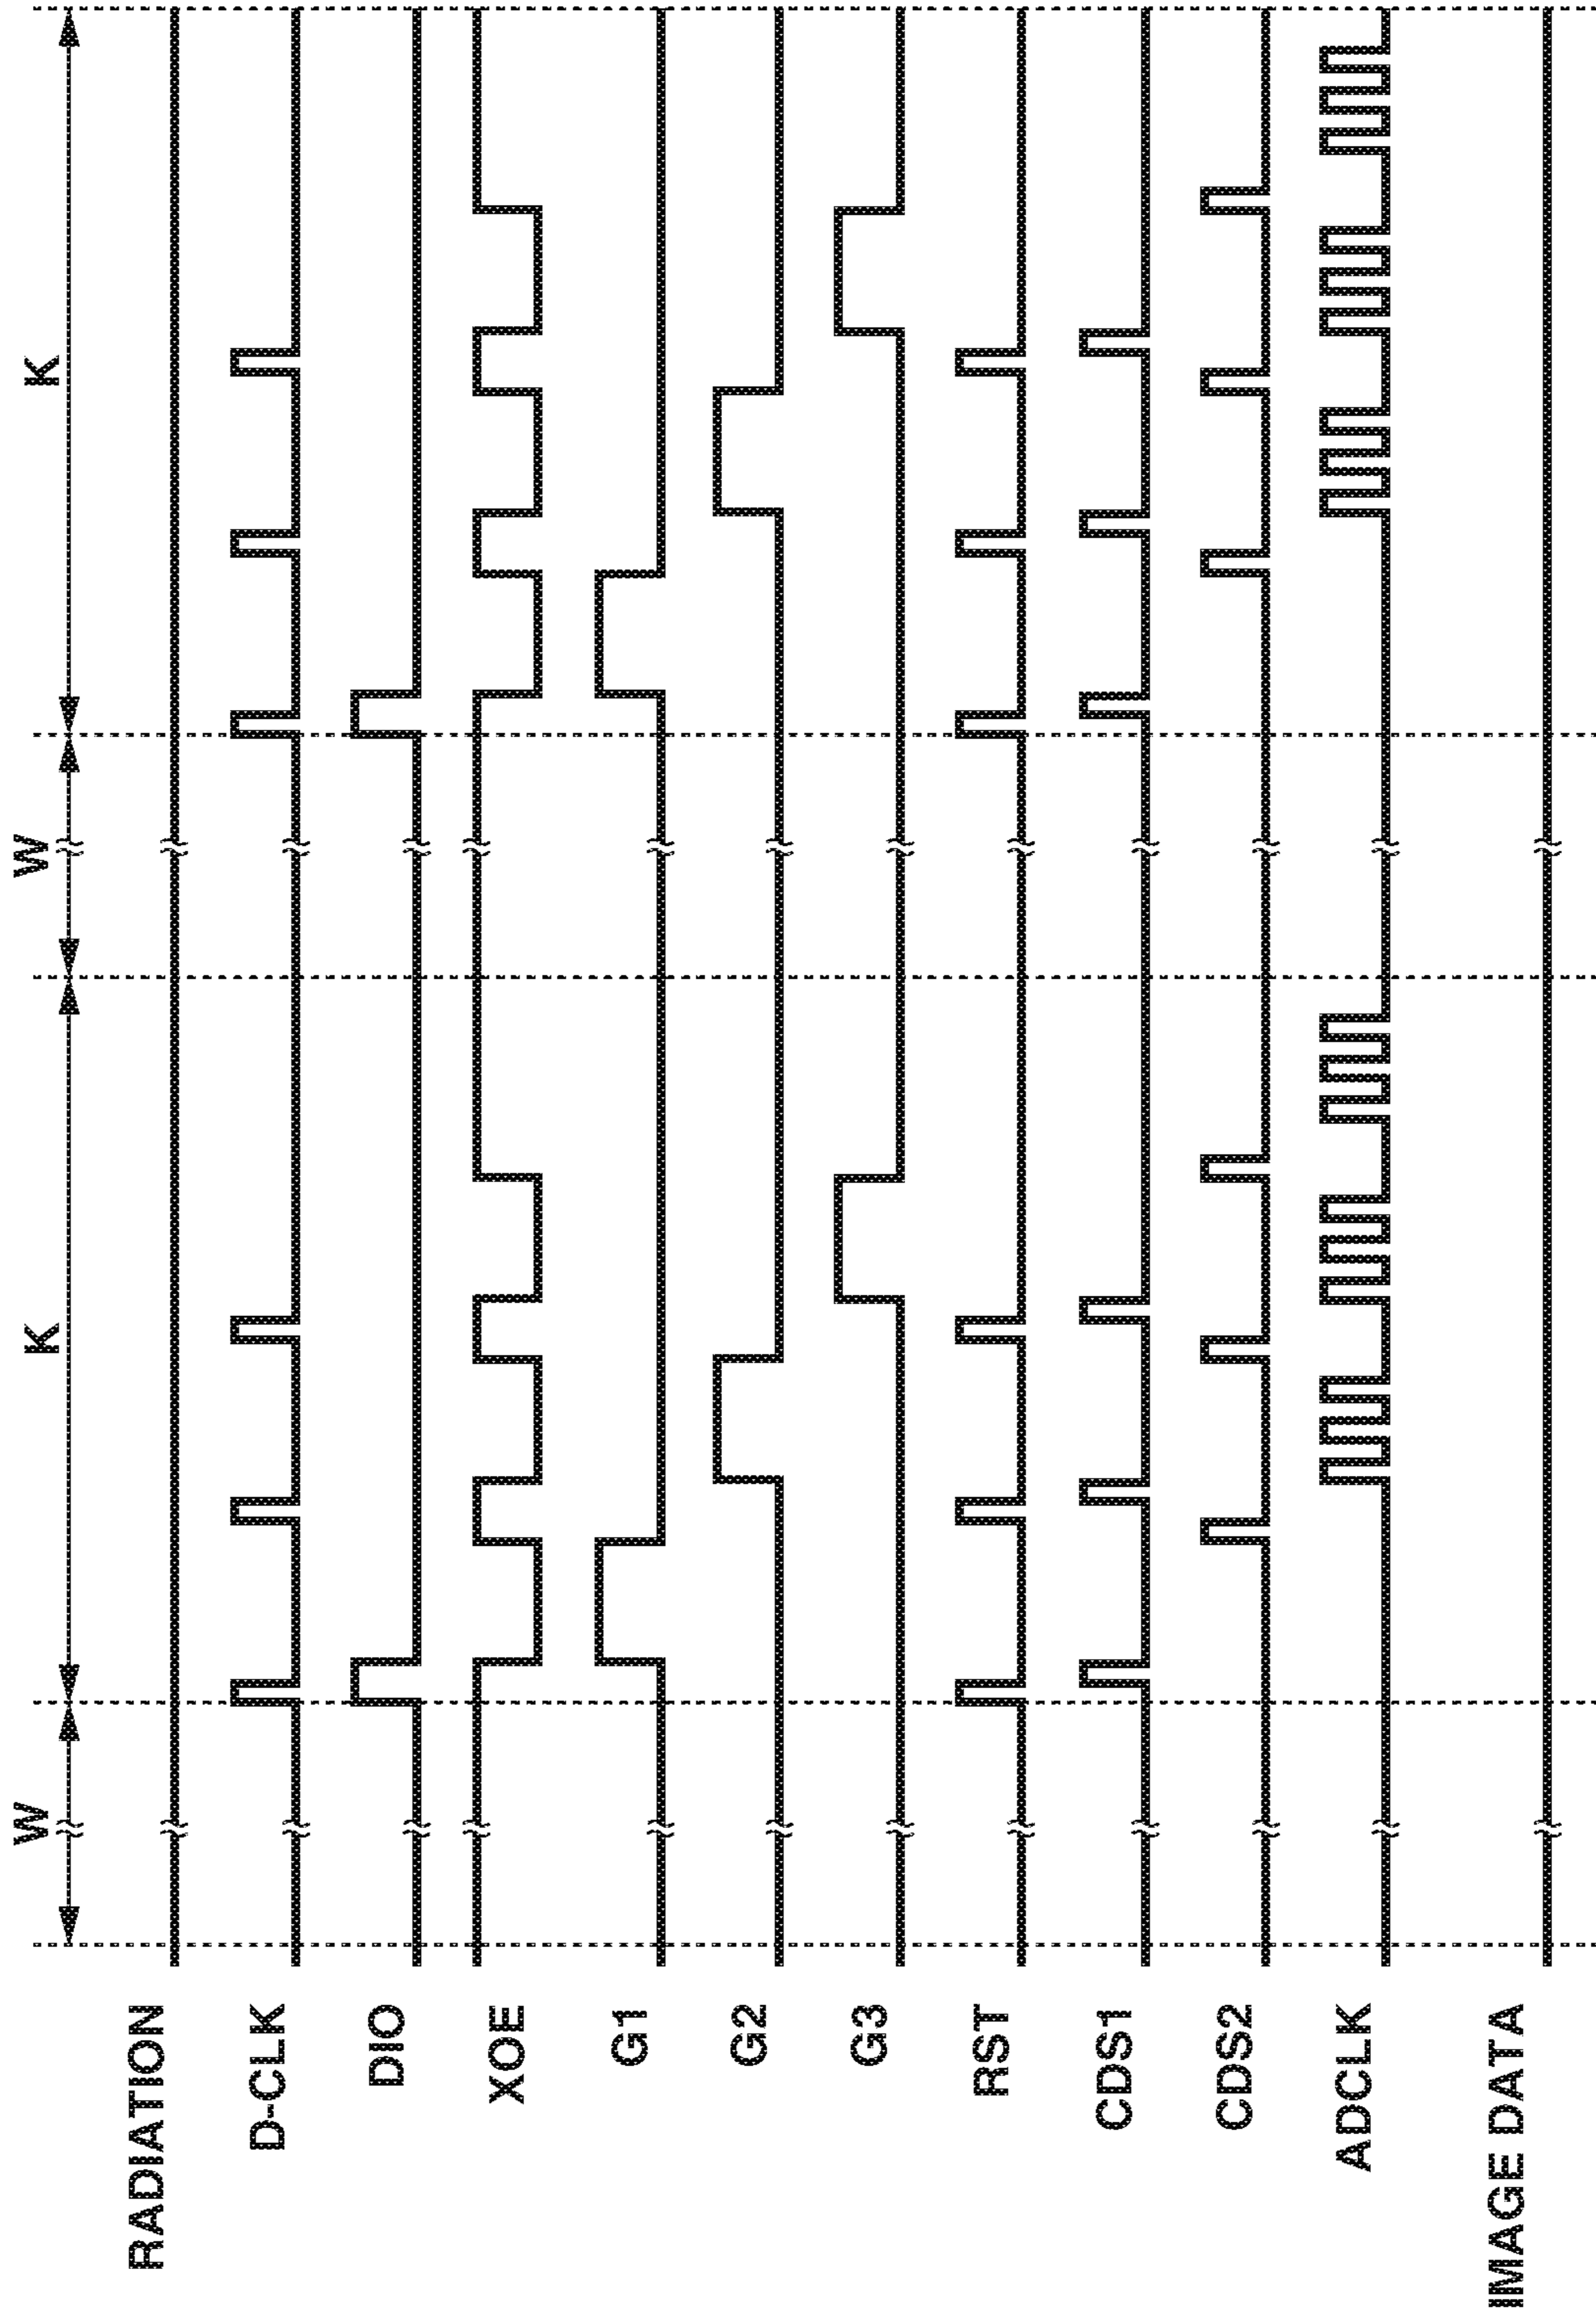 W
K
W
K
RADIATION
D-CLK
DIO
XOE
G1
G2
G3
RST
CDS1
CDS2
ADCLK
IMAGE DATA